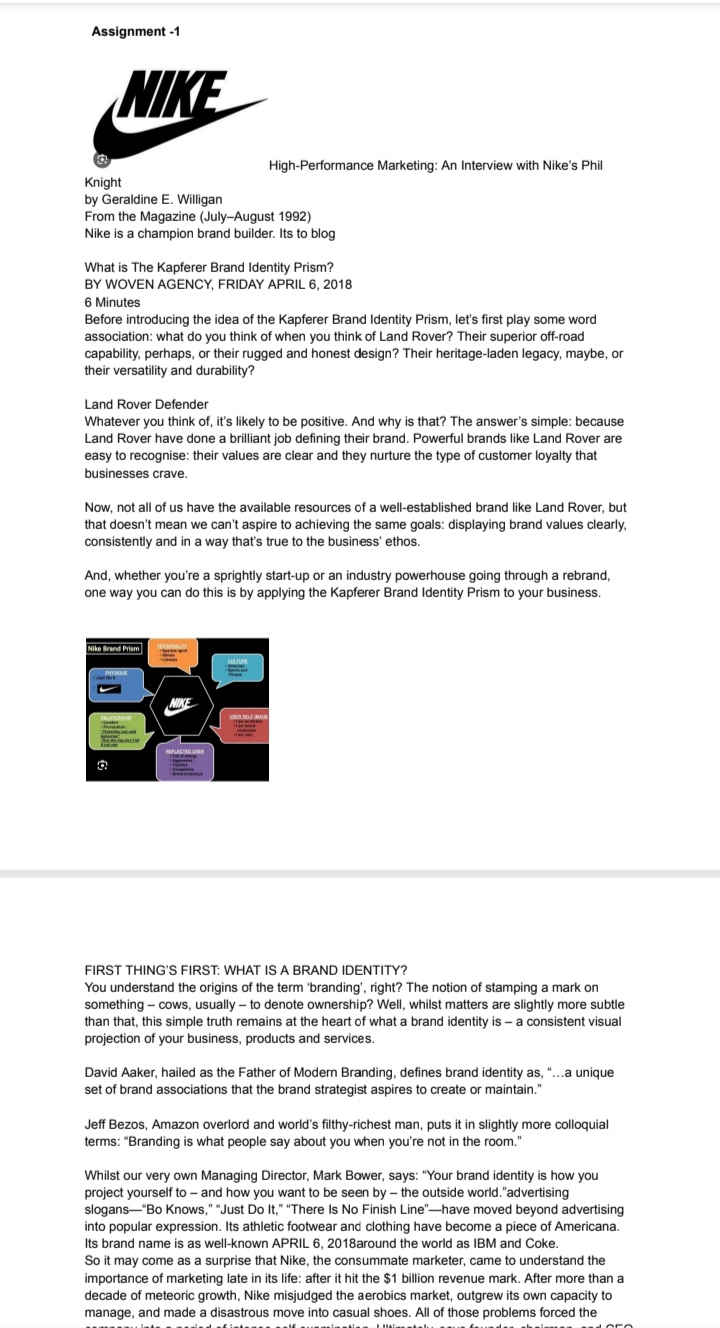 Assignment -1
NIKE
High-Performance Marketing: An Interview with Nike's Phil
Knight
by Geraldine E. Willigan
From the Magazine (July–August 1992)
Nike is a champion brand builder. Its to blog
What is The Kapferer Brand Identity Prism?
BY WOVEN AGENCY, FRIDAY APRIL 6, 2018
6 Minutes
Before introducing the idea of the Kapferer Brand Identity Prism, let's first play some word
association: what do you think of when you think of Land Rover? Their superior off-road
capability, perhaps, or their rugged and honest design? Their heritage-laden legacy, maybe, or
their versatility and durability?
Land Rover Defender
Whatever you think of, it's likely to be positive. And why is that? The answer's simple: because
Land Rover have done a brilliant job defining their brand. Powerful brands like Land Rover are
easy to recognise: their values are clear and they nurture the type of customer loyalty that
businesses crave.
Now, not all of us have the available resources of a well-established brand like Land Rover, but
that doesn't mean we can't aspire to achieving the same goals: displaying brand values clearly,
consistently and in a way that's true to the business' ethos.
And, whether you're a sprightly start-up or an industry powerhouse going through a rebrand,
one way you can do this is by applying the Kapferer Brand Identity Prism to your business.
Nike Brand Prism
PERSONALITY
CULTURE
PHYSIQUE
NIKE
RELATIONSHIP
USER SELF IMAGE
REFLECTED USER
FIRST THING'S FIRST: WHAT IS A BRAND IDENTITY?
You understand the origins of the term 'branding', right? The notion of stamping a mark on
something – cows, usually – to denote ownership? Well, whilst matters are slightly more subtle
than that, this simple truth remains at the heart of what a brand identity is – a consistent visual
projection of your business, products and services.
David Aaker, hailed as the Father of Modern Branding, defines brand identity as, "…a unique
set of brand associations that the brand strategist aspires to create or maintain."
Jeff Bezos, Amazon overlord and world's filthy-richest man, puts it in slightly more colloquial
terms: "Branding is what people say about you when you're not in the room."
Whilst our very own Managing Director, Mark Bower, says: "Your brand identity is how you
project yourself to – and how you want to be seen by – the outside world."advertising
slogans—"Bo Knows," "Just Do It," "There Is No Finish Line"—have moved beyond advertising
into popular expression. Its athletic footwear and clothing have become a piece of Americana.
Its brand name is as well-known APRIL 6, 2018around the world as IBM and Coke.
So it may come as a surprise that Nike, the consummate marketer, came to understand the
importance of marketing late in its life: after it hit the $1 billion revenue mark. After more than a
decade of meteoric growth, Nike misjudged the aerobics market, outgrew its own capacity to
manage, and made a disastrous move into casual shoes. All of those problems forced the